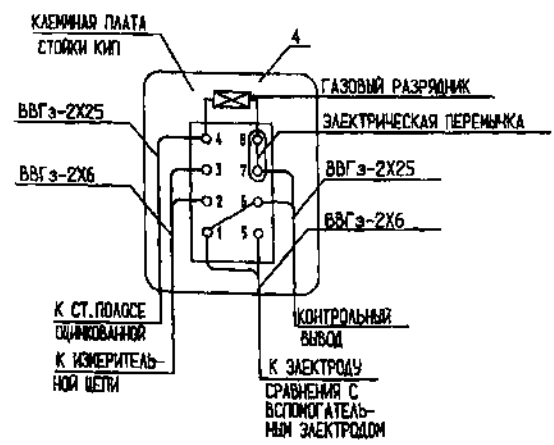 КЛЕММНАЯ ПЛАТА
СТОЙКИ КИП
4
ГАЗОВЫЙ РАЗРЯДНИК
ВВГэ-2Х25
ЭЛЕКТРИЧЕСКАЯ ПЕРЕМЫЧКА
4 8
3 7
ВВГэ-2Х25
ВВГэ-2Х6
2 6
ВВГэ-2Х6
1 5
К СТ.ПОЛОСЕ
ОЦИНКОВАННОЙ
КОНТРОЛЬНЫЙ
ВЫВОД
К ИЗМЕРИТЕЛЬ-
НОЙ ЦЕПИ
К ЭЛЕКТРОДУ
СРАВНЕНИЯ С
ВСПОМОГАТЕЛЬ-
НЫМ ЭЛЕКТРОДОМ